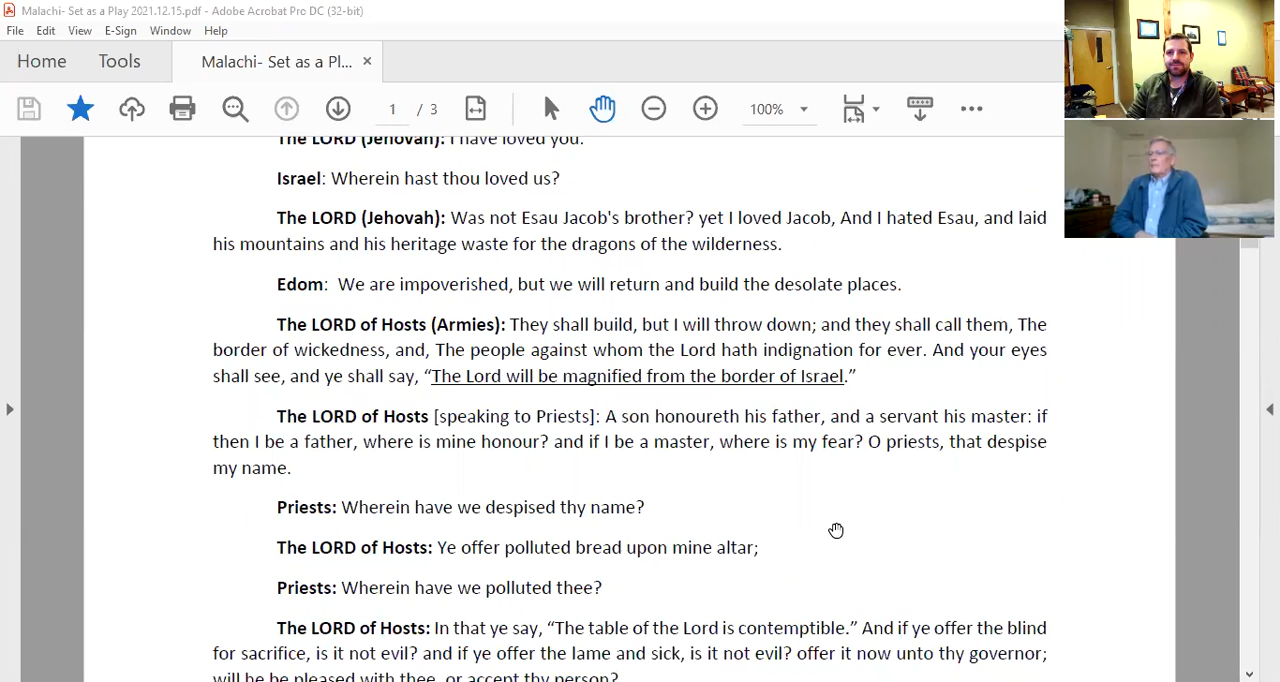 Malachi- Set as a Play 2021.12.15.pdf - Adobe Acrobat Pro DC (32-bit)
File Edit View E-Sign Window Help
Home Tools Malachi- Set as a Pl... ×
1 / 3 100%
The LORD (Jehovah): I have loved you.
Israel: Wherein hast thou loved us?
The LORD (Jehovah): Was not Esau Jacob's brother? yet I loved Jacob, And I hated Esau, and laid
his mountains and his heritage waste for the dragons of the wilderness.
Edom: We are impoverished, but we will return and build the desolate places.
The LORD of Hosts (Armies): They shall build, but I will throw down; and they shall call them, The
border of wickedness, and, The people against whom the Lord hath indignation for ever. And your eyes
shall see, and ye shall say, “The Lord will be magnified from the border of Israel.”
The LORD of Hosts [speaking to Priests]: A son honoureth his father, and a servant his master: if
then I be a father, where is mine honour? and if I be a master, where is my fear? O priests, that despise
my name.
Priests: Wherein have we despised thy name?
The LORD of Hosts: Ye offer polluted bread upon mine altar;
Priests: Wherein have we polluted thee?
The LORD of Hosts: In that ye say, “The table of the Lord is contemptible.” And if ye offer the blind
for sacrifice, is it not evil? and if ye offer the lame and sick, is it not evil? offer it now unto thy governor;
will he be pleased with thee, or accept thy person?